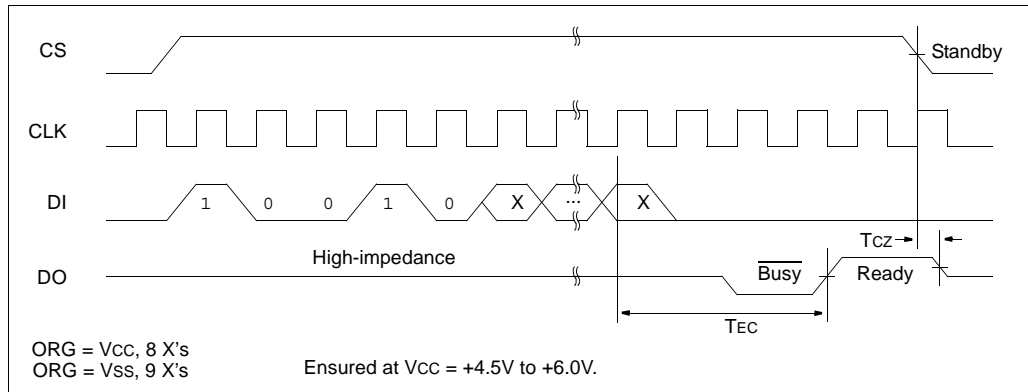 CS
Standby
CLK
DI
1 0 0 1 0 X ... X
TCZ
High-impedance
DO
Busy
Ready
TEC
ORG = VCC, 8 X's
ORG = VSS, 9 X's
Ensured at VCC = +4.5V to +6.0V.